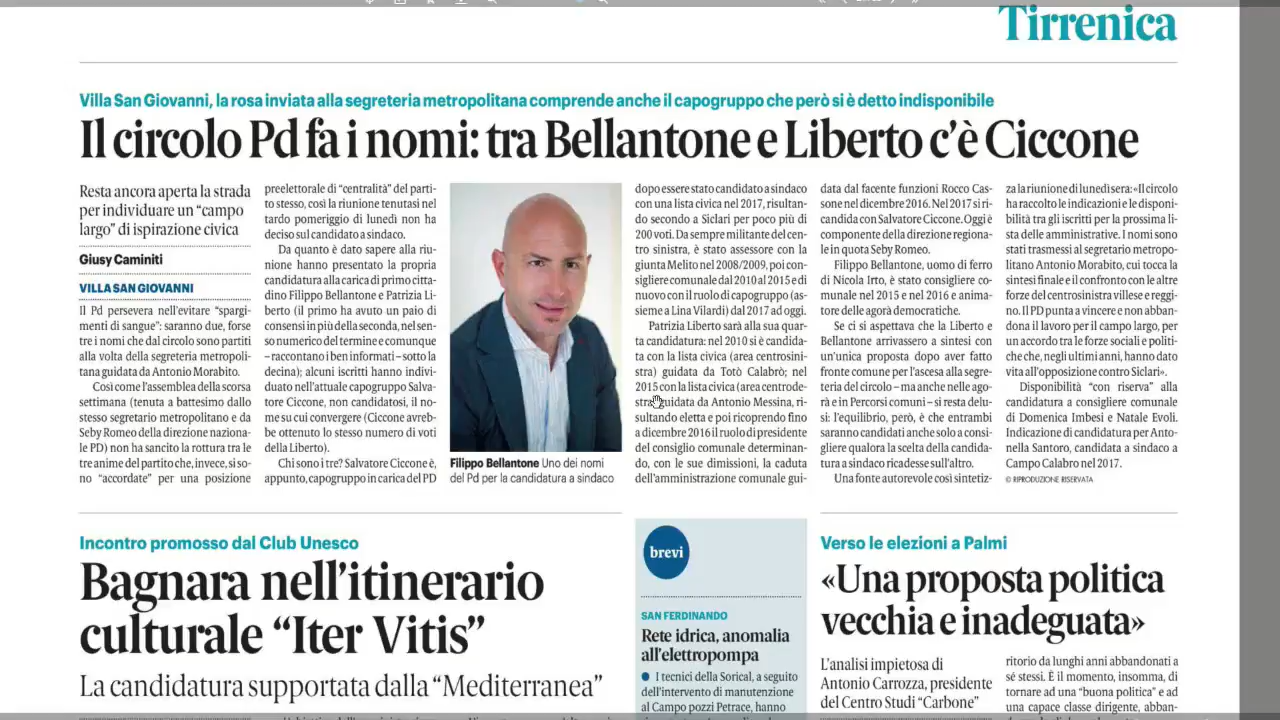 Tirrenica
Villa San Giovanni, la rosa inviata alla segreteria metropolitana comprende anche il capogruppo che però si è detto indisponibile
Il circolo Pd fa i nomi: tra Bellantone e Liberto c'è Ciccone
Resta ancora aperta la strada
per individuare un “campo
largo” di ispirazione civica
Giusy Caminiti
VILLA SAN GIOVANNI
Il Pd persevera nell'evitare “spargi-
menti di sangue”: saranno due, forse
tre i nomi che dal circolo sono partiti
alla volta della segreteria metropoli-
tana guidata da Antonio Morabito.
Così come l'assemblea della scorsa
settimana (tenuta a battesimo dallo
stesso segretario metropolitano e da
Seby Romeo della direzione naziona-
le PD) non ha sancito la rottura tra le
tre anime del partito che, invece, si so-
no “accordate” per una posizione
preelettorale di “centralità” del parti-
to stesso, così la riunione tenutasi nel
tardo pomeriggio di lunedì non ha
deciso sul candidato a sindaco.
Da quanto è dato sapere alla riu-
nione hanno presentato la propria
candidatura alla carica di primo citta-
dino Filippo Bellantone e Patrizia Li-
berto (il primo ha avuto un paio di
consensi in più della seconda, nel sen-
so numerico del termine e comunque
– raccontano i ben informati – sotto la
decina); alcuni iscritti hanno indivi-
duato nell'attuale capogruppo Salva-
tore Ciccone, non candidatosi, il no-
me su cui convergere (Ciccone avreb-
be ottenuto lo stesso numero di voti
della Liberto).
Chi sono i tre? Salvatore Ciccone è,
appunto, capogruppo in carica del PD
Filippo Bellantone Uno dei nomi
del Pd per la candidatura a sindaco
dopo essere stato candidato a sindaco
con una lista civica nel 2017, risultan-
do secondo a Siclari per poco più di
200 voti. Da sempre militante del cen-
tro sinistra, è stato assessore con la
giunta Melito nel 2008/2009, poi con-
sigliere comunale dal 2010 al 2015 e di
nuovo con il ruolo di capogruppo (as-
sieme a Lina Vilardi) dal 2017 ad oggi.
Patrizia Liberto sarà alla sua quar-
ta candidatura: nel 2010 si è candida-
ta con la lista civica (area centrosini-
stra) guidata da Totò Calabrò; nel
2015 con la lista civica (area centrode-
stra) guidata da Antonio Messina, ri-
sultando eletta e poi ricoprendo fino
a dicembre 2016 il ruolo di presidente
del consiglio comunale determinan-
do, con le sue dimissioni, la caduta
dell'amministrazione comunale gui-
data dal facente funzioni Rocco Cas-
sone nel dicembre 2016. Nel 2017 si ri-
candida con Salvatore Ciccone. Oggi è
componente della direzione regiona-
le in quota Seby Romeo.
Filippo Bellantone, uomo di ferro
di Nicola Irto, è stato consigliere co-
munale nel 2015 e nel 2016 e anima-
tore delle agorà democratiche.
Se ci si aspettava che la Liberto e
Bellantone arrivassero a sintesi con
un'unica proposta dopo aver fatto
fronte comune per l'ascesa alla segre-
teria del circolo – ma anche nelle ago-
rà e in Percorsi comuni – si resta delu-
si: l'equilibrio, però, è che entrambi
saranno candidati anche solo a consi-
gliere qualora la scelta della candida-
tura a sindaco ricadesse sull'altro.
Una fonte autorevole così sintetiz-
za la riunione di lunedì sera: «Il circolo
ha raccolto le indicazioni e le disponi-
bilità tra gli iscritti per la prossima li-
sta delle amministrative. I nomi sono
stati trasmessi al segretario metropo-
litano Antonio Morabito, cui tocca la
sintesi finale e il confronto con le altre
forze del centrosinistra villese e reggi-
no. Il PD punta a vincere e non abban-
dona il lavoro per il campo largo, per
un accordo tra le forze sociali e politi-
che che, negli ultimi anni, hanno dato
vita all'opposizione contro Siclari».
Disponibilità “con riserva” alla
candidatura a consigliere comunale
di Domenica Imbesi e Natale Evoli.
Indicazione di candidatura per Anto-
nella Santoro, candidata a sindaco a
Campo Calabro nel 2017.
© RIPRODUZIONE RISERVATA
Incontro promosso dal Club Unesco
Bagnara nell'itinerario
culturale “Iter Vitis”
La candidatura supportata dalla “Mediterranea”
brevi
SAN FERDINANDO
Rete idrica, anomalia
all'elettropompa
● I tecnici della Sorical, a seguito
dell'intervento di manutenzione
al Campo pozzi Petrace, hanno
Verso le elezioni a Palmi
«Una proposta politica
vecchia e inadeguata»
L'analisi impietosa di
Antonio Carrozza, presidente
del Centro Studi “Carbone”
ritorio da lunghi anni abbandonati a
sé stessi. È il momento, insomma, di
tornare ad una “buona politica” e ad
una capace classe dirigente, abban-